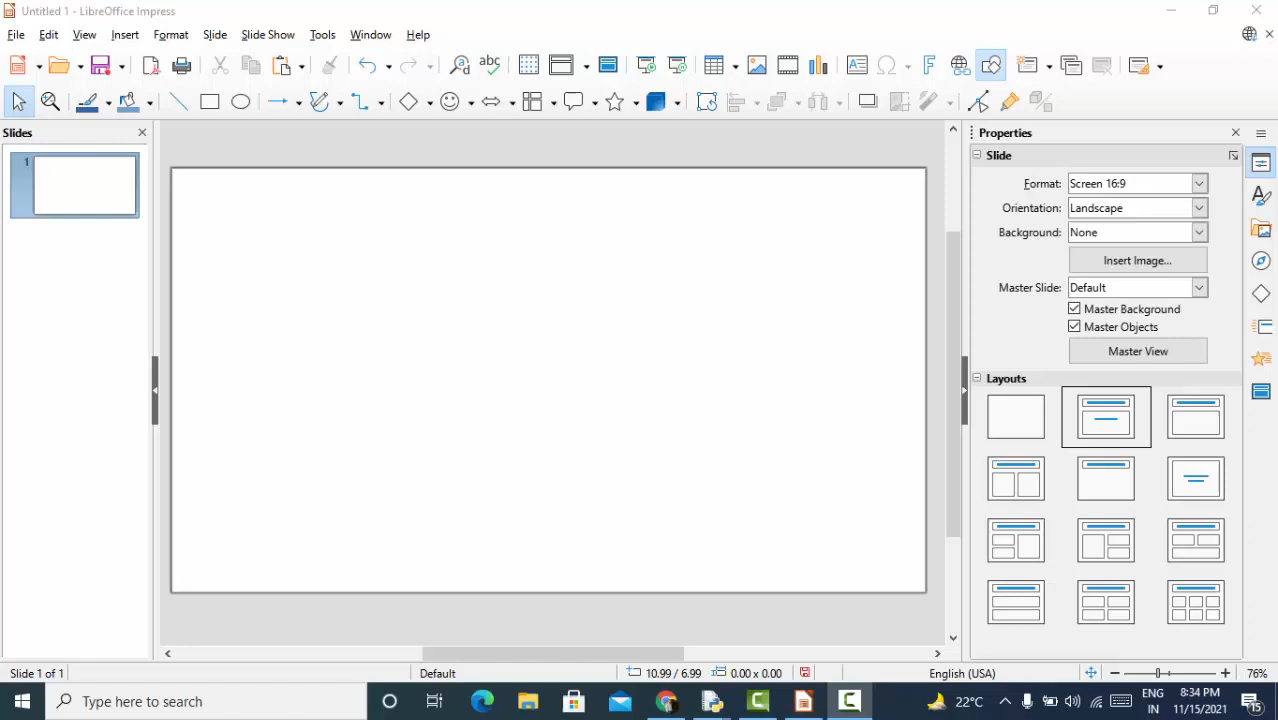 Untitled 1 - LibreOffice Impress
File Edit View Insert Format Slide Slide Show Tools Window Help
abc
Slides
1
Properties
Slide
Format: Screen 16:9
Orientation: Landscape
Background: None
Insert Image...
Master Slide: Default
Master Background
Master Objects
Master View
Layouts
Slide 1 of 1
Default
10.99 / 6.99
0.00 x 0.00
English (USA)
76%
Type here to search
22°C
ENG
IN
8:34 PM
11/15/2021
15